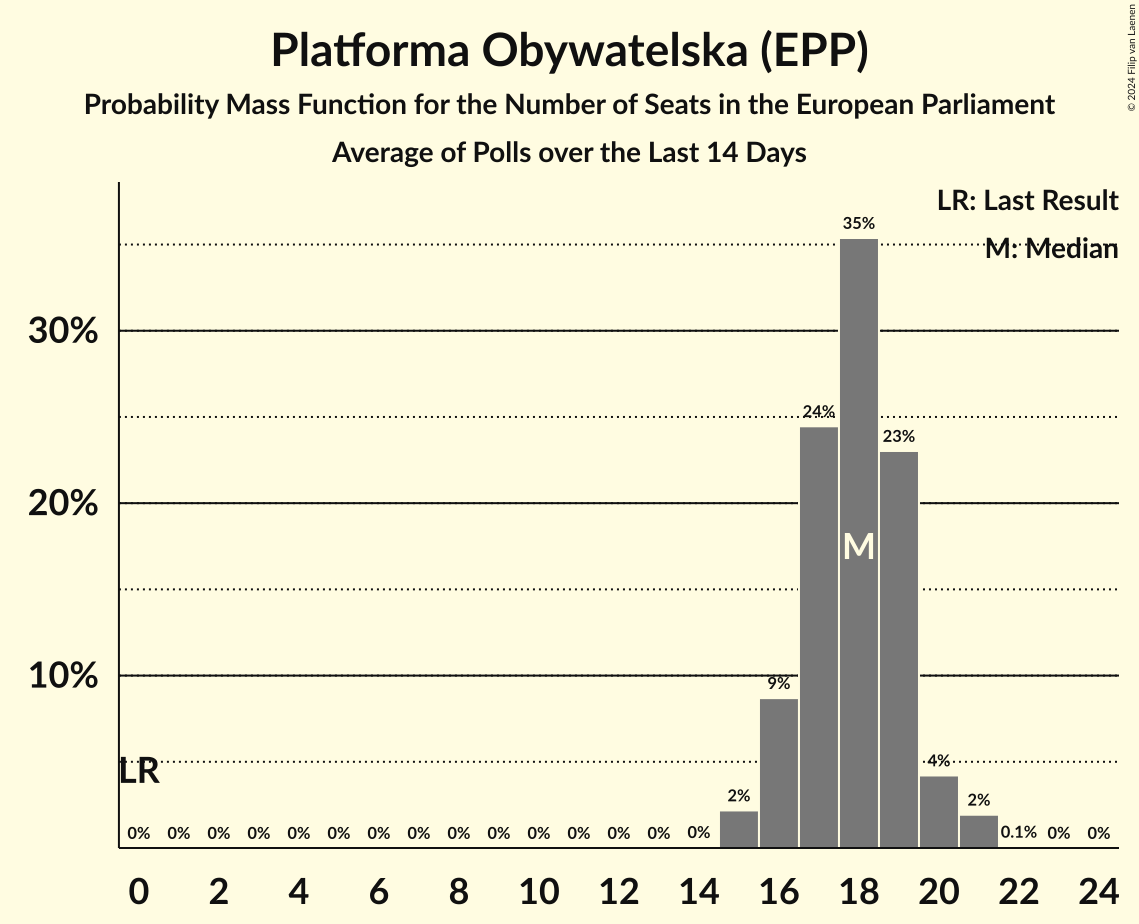 Platforma Obywatelska (EPP)
Probability Mass Function for the Number of Seats in the European Parliament
Average of Polls over the Last 14 Days
© 2024 Filip van Laenen
LR: Last Result
M: Median
35%
30%
24%
23%
20%
M
10%
9%
LR
4%
2%
2%
0% 0% 0% 0% 0% 0% 0% 0% 0% 0% 0% 0% 0% 0% 0% 0.1% 0% 0%
0 2 4 6 8 10 12 14 16 18 20 22 24